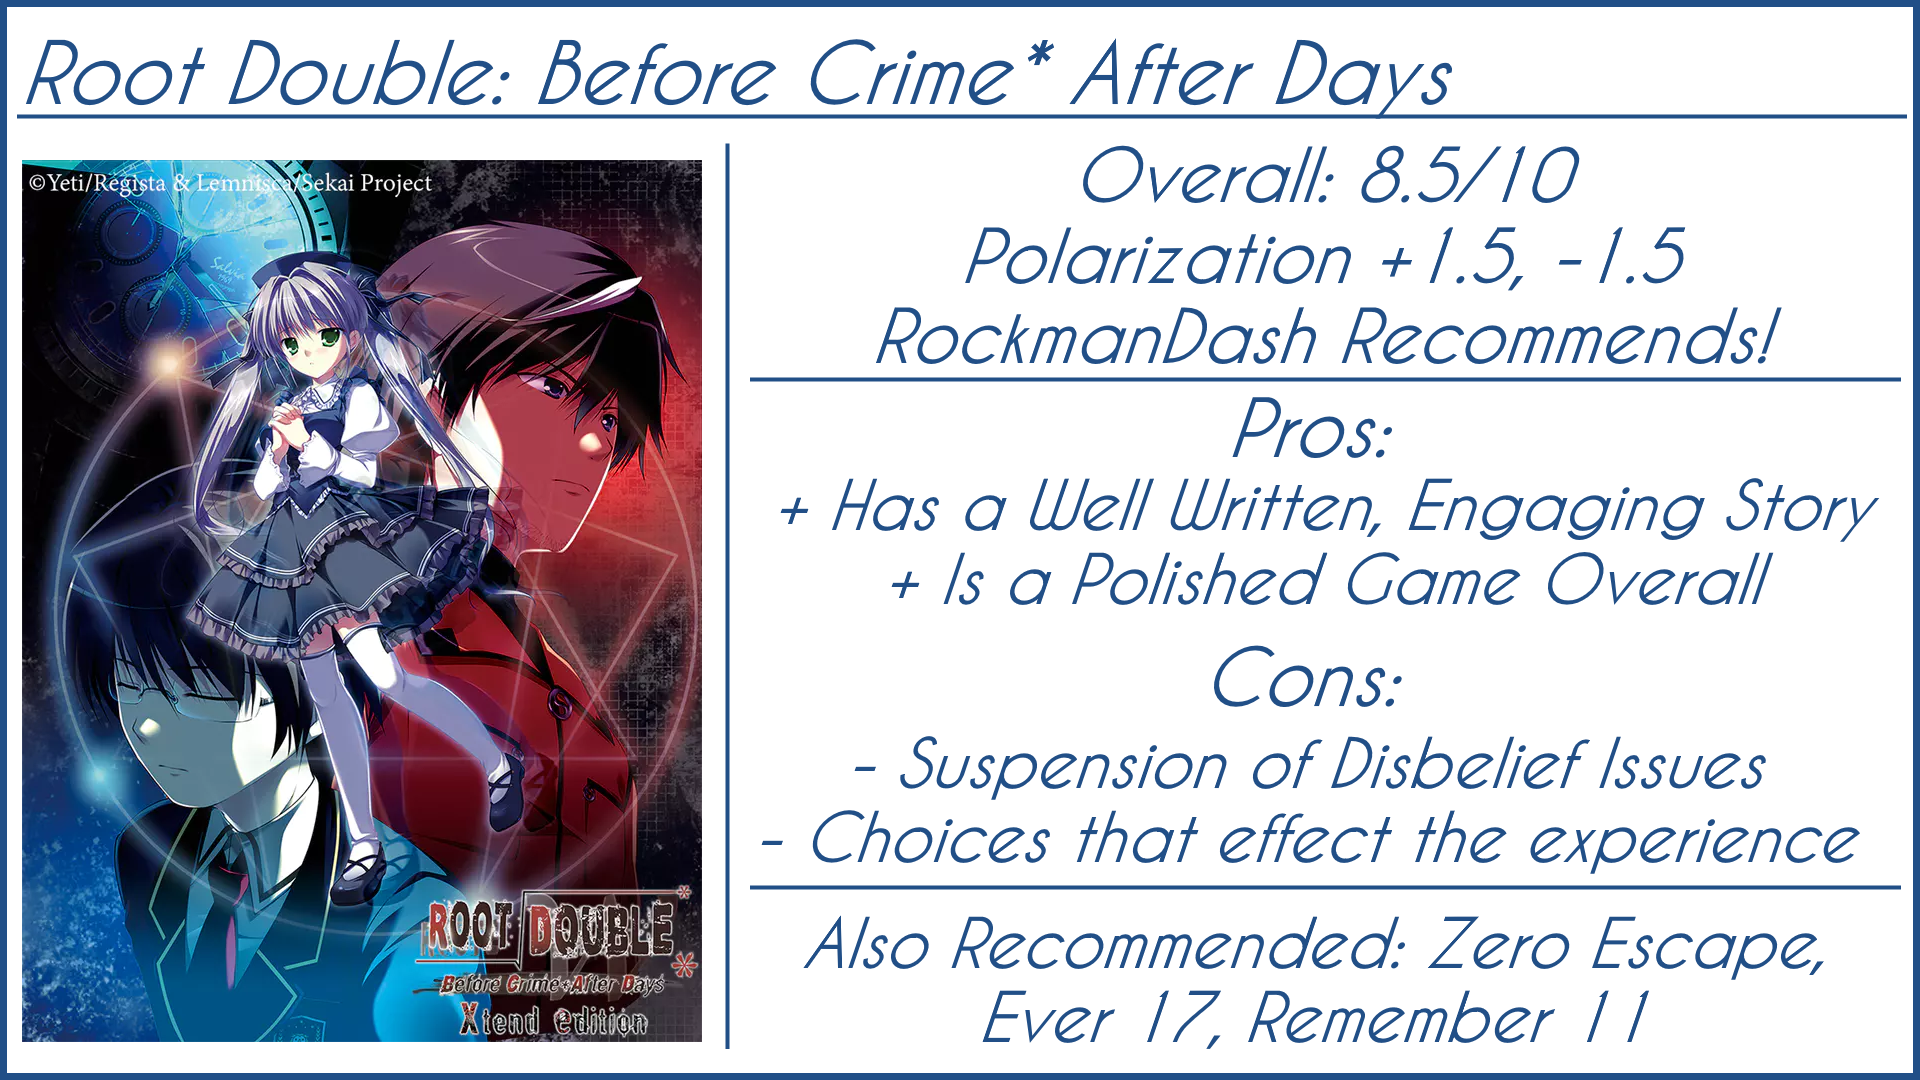 Root Double: Before Crime* After Days
©Yeti/Regista & Lemnisca/Sekai Project
Salvia
ROOT DOUBLE
Before Crime*After Days
Xtend edition
Overall: 8.5/10
Polarization +1.5, -1.5
RockmanDash Recommends!
Pros:
+ Has a Well Written, Engaging Story
+ Is a Polished Game Overall
Cons:
- Suspension of Disbelief Issues
- Choices that effect the experience
Also Recommended: Zero Escape,
Ever 17, Remember 11